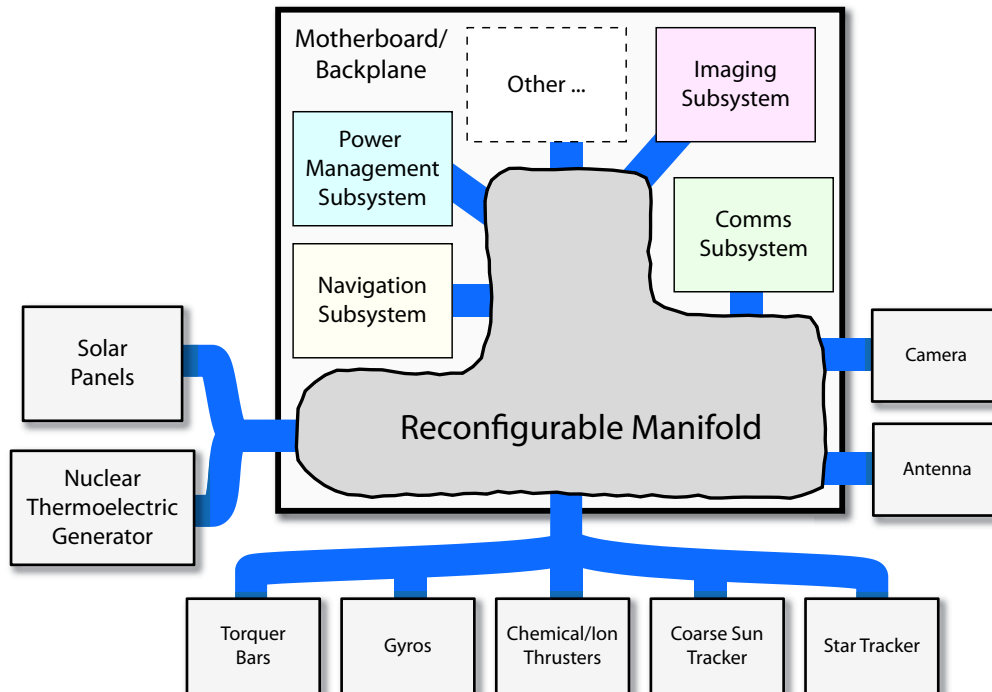 Motherboard/
Backplane
Other ...
Imaging
Subsystem
Power
Management
Subsystem
Comms
Subsystem
Navigation
Subsystem
Solar
Panels
Camera
Reconfigurable Manifold
Nuclear
Thermoelectric
Generator
Antenna
Torquer
Bars
Gyros
Chemical/Ion
Thrusters
Coarse Sun
Tracker
Star Tracker